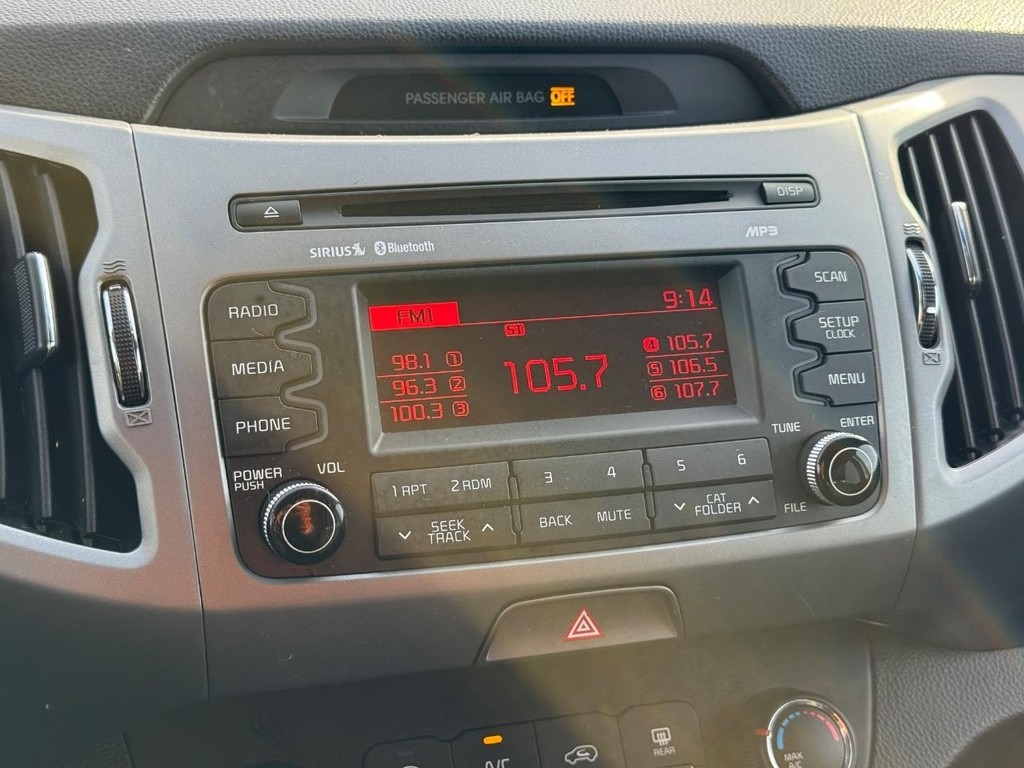 PASSENGER AIR BAG OFF
DISP
SIRIUS Bluetooth
MP3
RADIO
MEDIA
PHONE
FM1
9:14
ST
98.1 1
96.3 2
100.3 3
105.7
4 105.7
5 106.5
6 107.7
SCAN
SETUP
CLOCK
MENU
POWER
PUSH
VOL
TUNE
ENTER
FILE
1 RPT 2 RDM
3 4
5 6
SEEK
TRACK
BACK MUTE
CAT
FOLDER
A/C
REAR
MAX
A/C